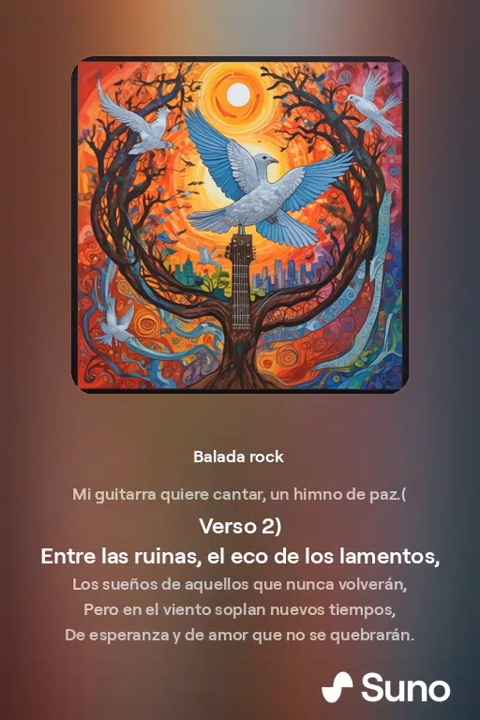 Balada rock
Mi guitarra quiere cantar, un himno de paz.(
Verso 2)
Entre las ruinas, el eco de los lamentos,
Los sueños de aquellos que nunca volverán,
Pero en el viento soplan nuevos tiempos,
De esperanza y de amor que no se quebrarán.
Suno